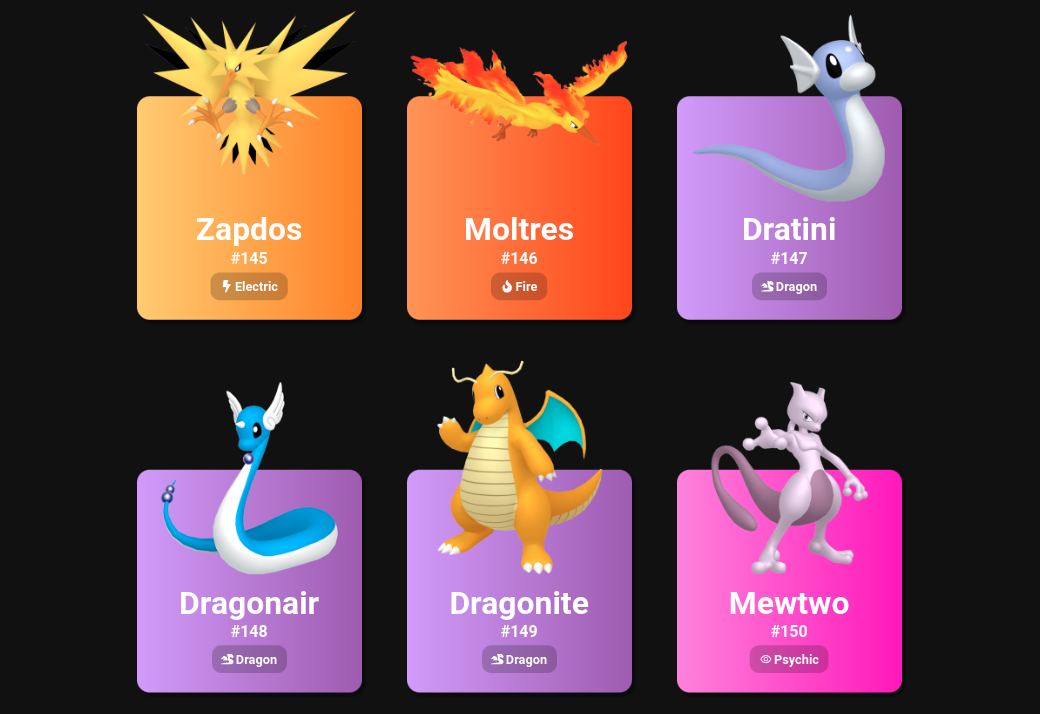 Zapdos
#145
Electric
Moltres
#146
Fire
Dratini
#147
Dragon
Dragonair
#148
Dragon
Dragonite
#149
Dragon
Mewtwo
#150
Psychic